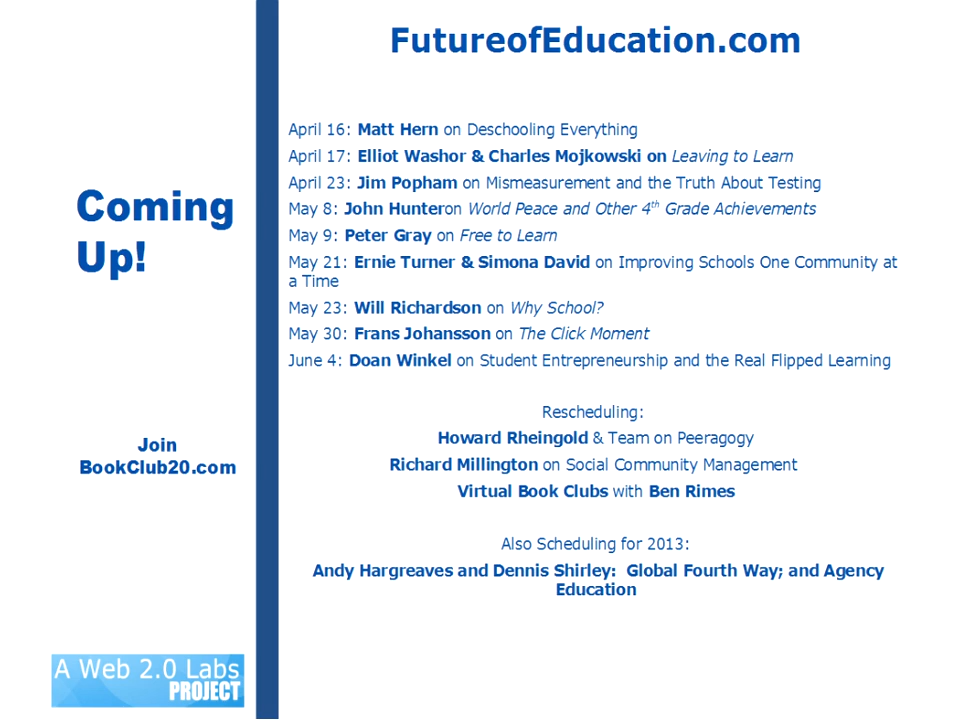 FutureofEducation.com
Coming
Up!
Join
BookClub20.com
April 16: Matt Hern on Deschooling Everything
April 17: Elliot Washor & Charles Mojkowski on Leaving to Learn
April 23: Jim Popham on Mismeasurement and the Truth About Testing
May 8: John Hunteron World Peace and Other 4th Grade Achievements
May 9: Peter Gray on Free to Learn
May 21: Ernie Turner & Simona David on Improving Schools One Community at
a Time
May 23: Will Richardson on Why School?
May 30: Frans Johansson on The Click Moment
June 4: Doan Winkel on Student Entrepreneurship and the Real Flipped Learning
Rescheduling:
Howard Rheingold & Team on Peeragogy
Richard Millington on Social Community Management
Virtual Book Clubs with Ben Rimes
Also Scheduling for 2013:
Andy Hargreaves and Dennis Shirley: Global Fourth Way; and Agency
Education
A Web 2.0 Labs
PROJECT